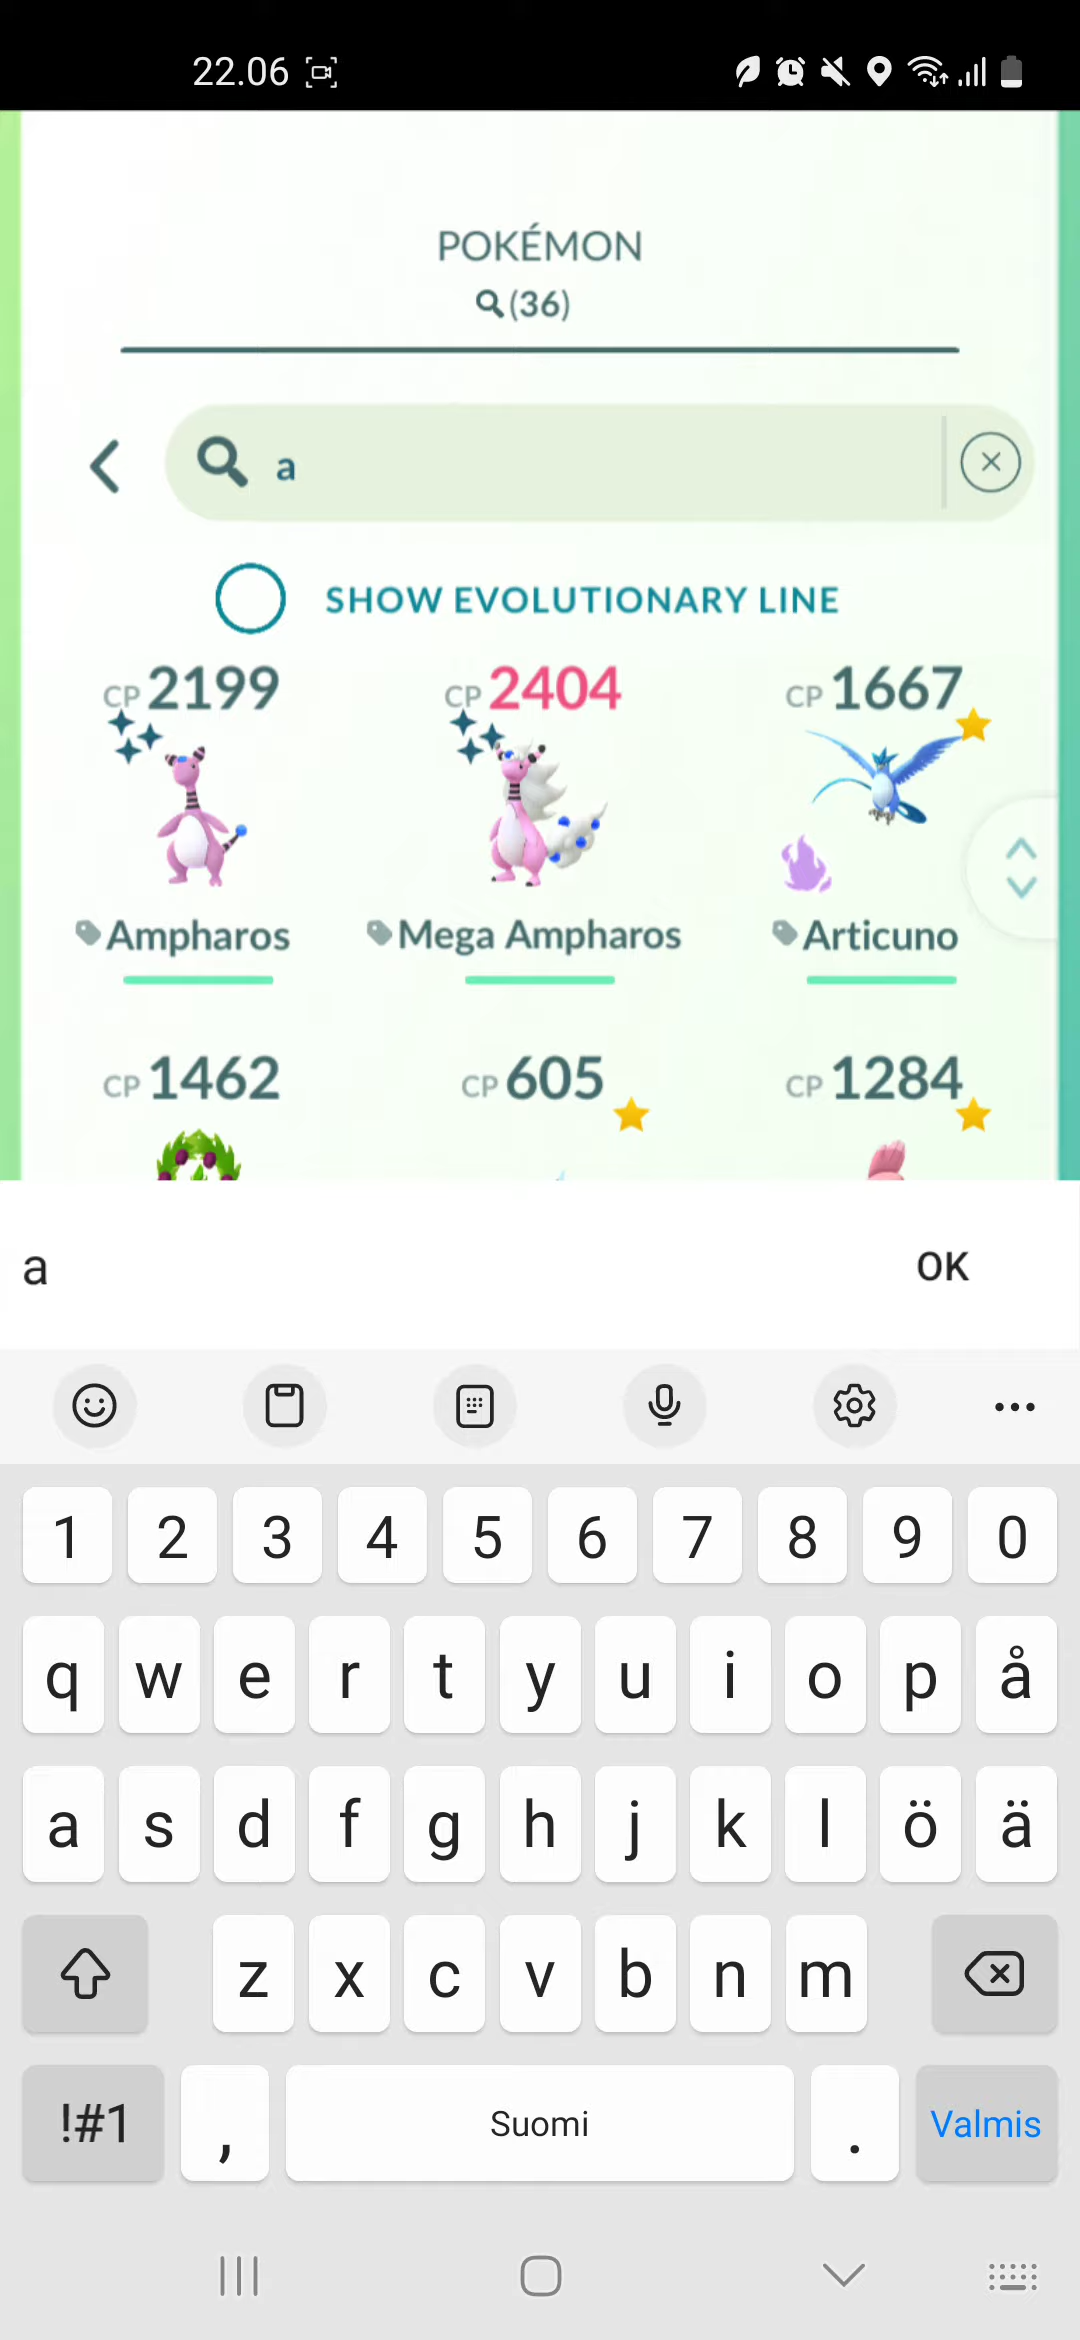 22.06
POKÉMON
(36)
a
SHOW EVOLUTIONARY LINE
CP 2199 CP 2404 CP 1667
Ampharos Mega Ampharos Articuno
CP 1462 CP 605 CP 1284
a OK
1 2 3 4 5 6 7 8 9 0
q w e r t y u i o p å
a s d f g h j k l ö ä
z x c v b n m
!#1 , Suomi . Valmis